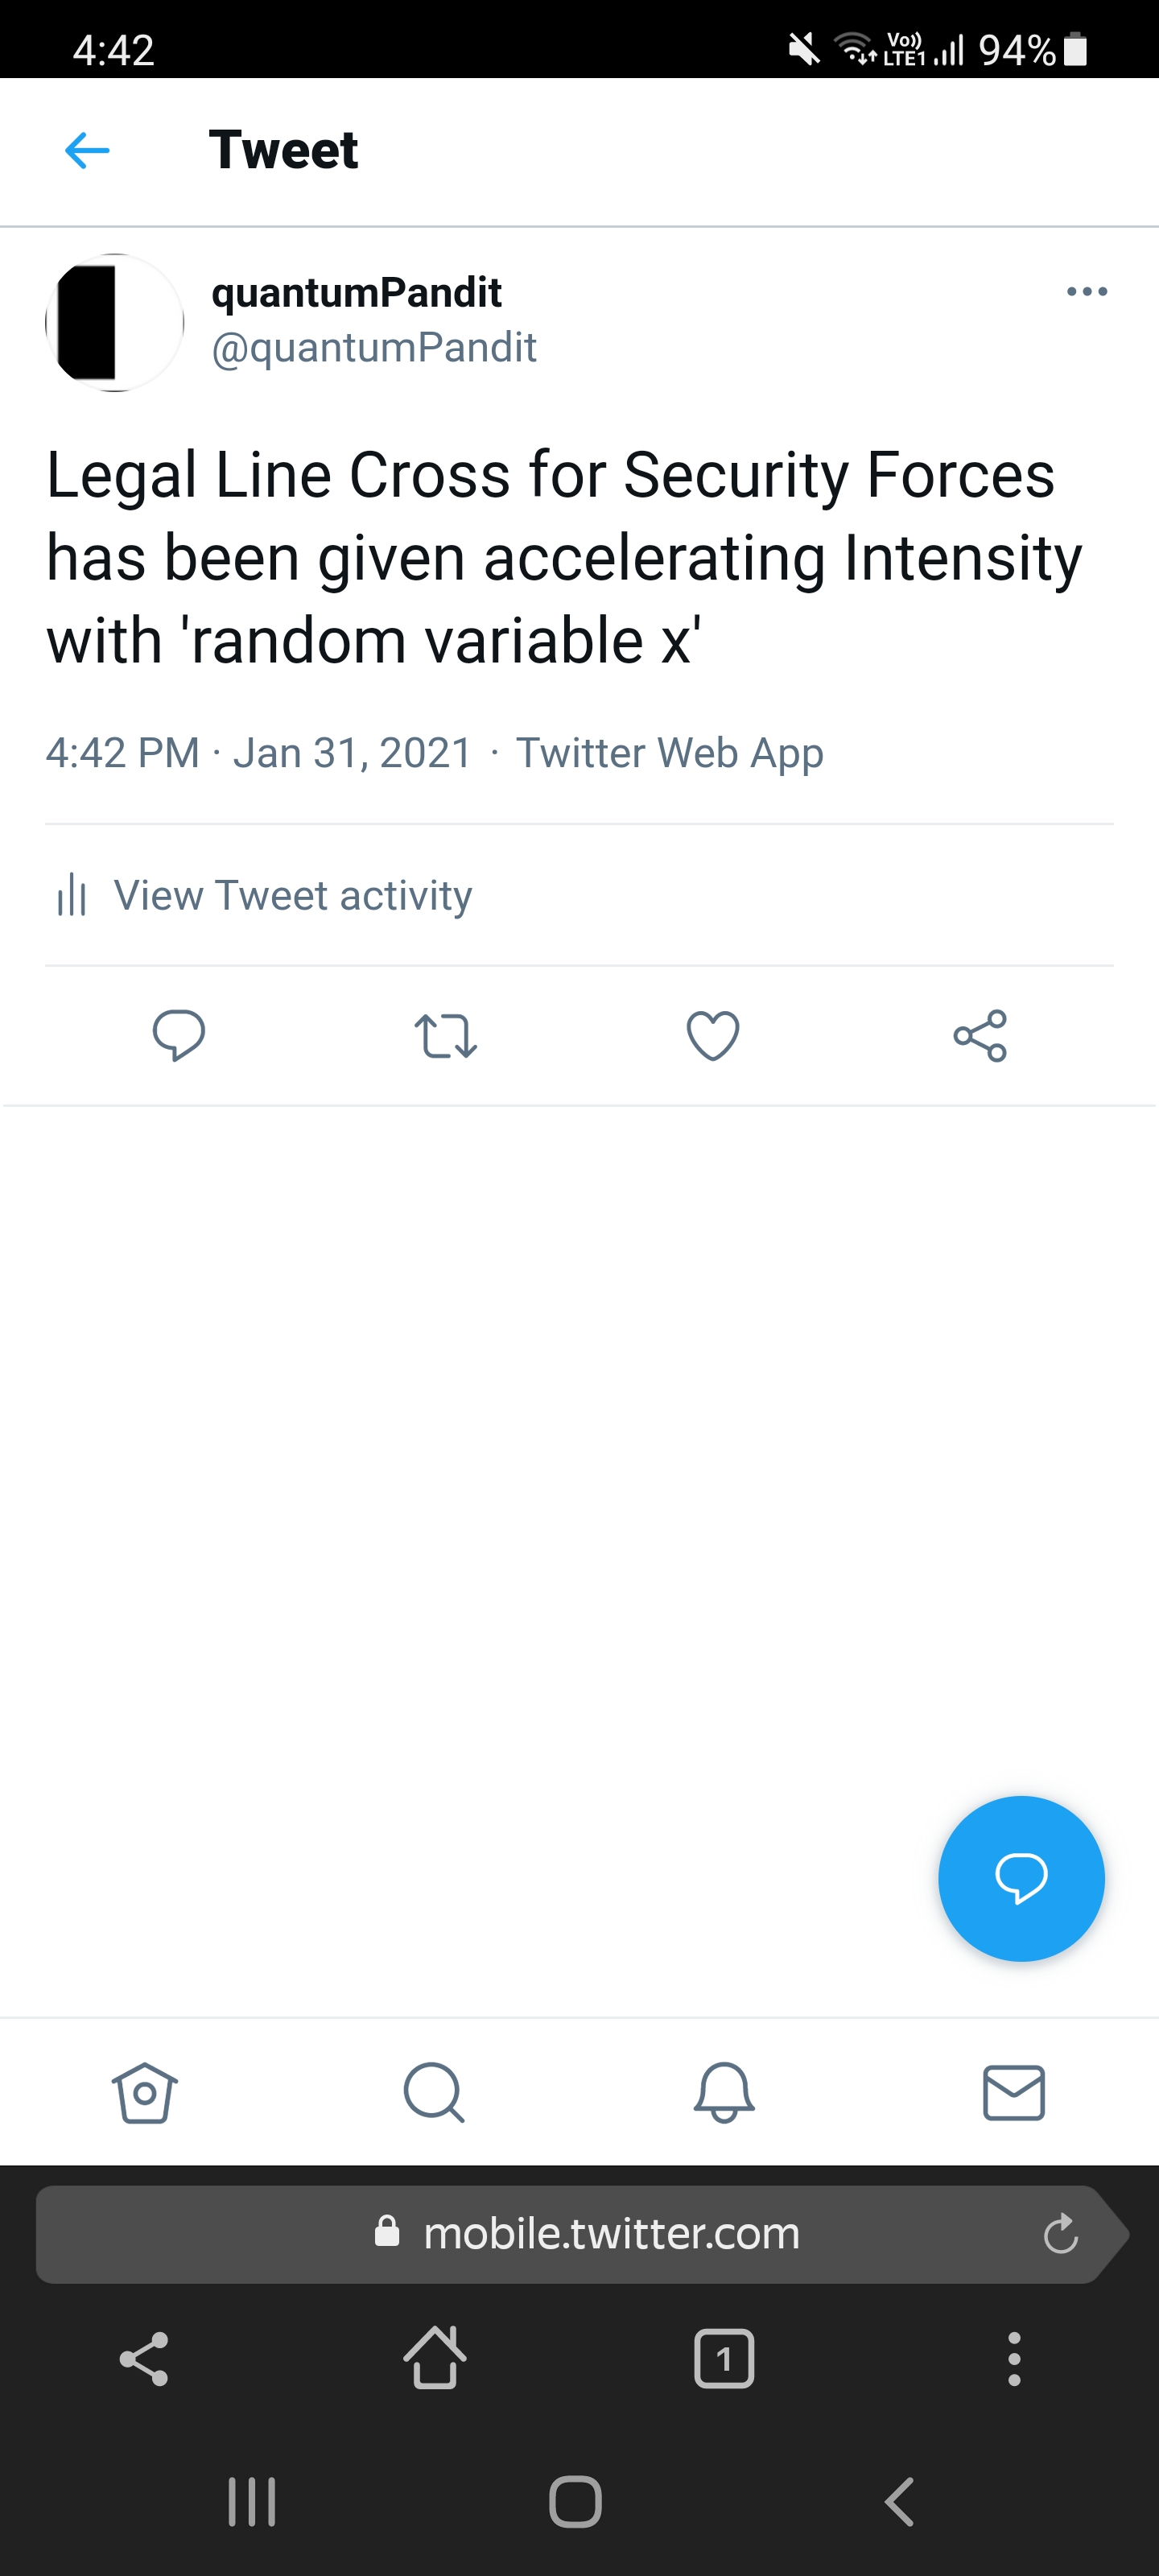 4:42
Vo)) LTE1 94%
Tweet
quantumPandit
@quantumPandit
Legal Line Cross for Security Forces
has been given accelerating Intensity
with 'random variable x'
4:42 PM · Jan 31, 2021 · Twitter Web App
View Tweet activity
mobile.twitter.com
1